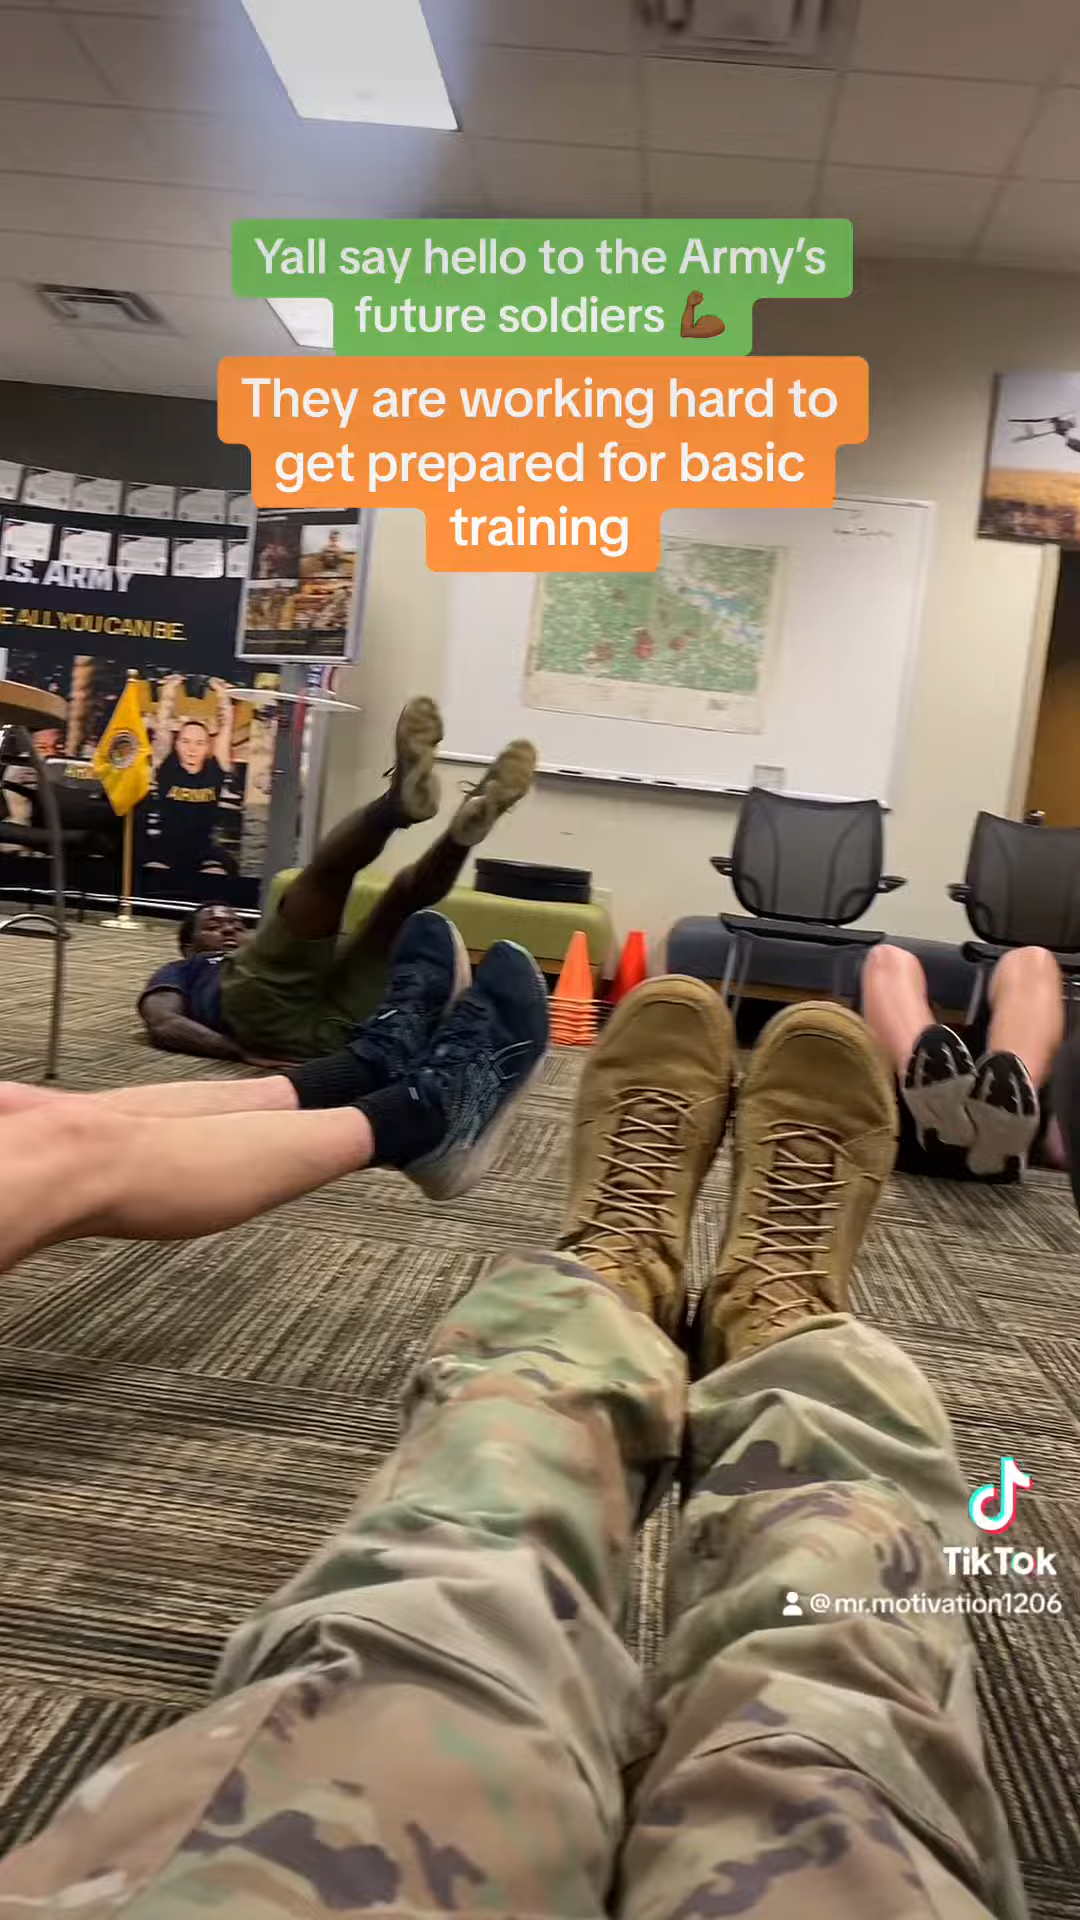 Yall say hello to the Army’s
future soldiers 💪🏾
They are working hard to
get prepared for basic
training
.S. ARMY
E ALL YOU CAN BE.
ARMY
TikTok
@mr.motivation1206